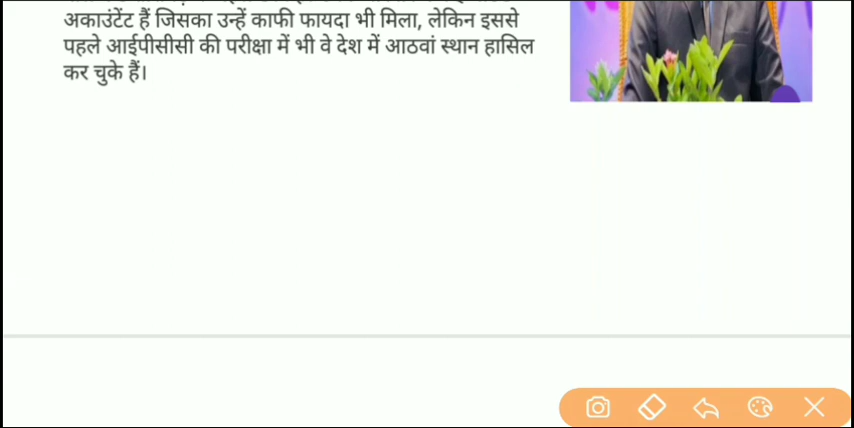 अकाउंटेंट हैं जिसका उन्हें काफी फायदा भी मिला, लेकिन इससे
पहले आईपीसीसी की परीक्षा में भी वे देश में आठवां स्थान हासिल
कर चुके हैं।